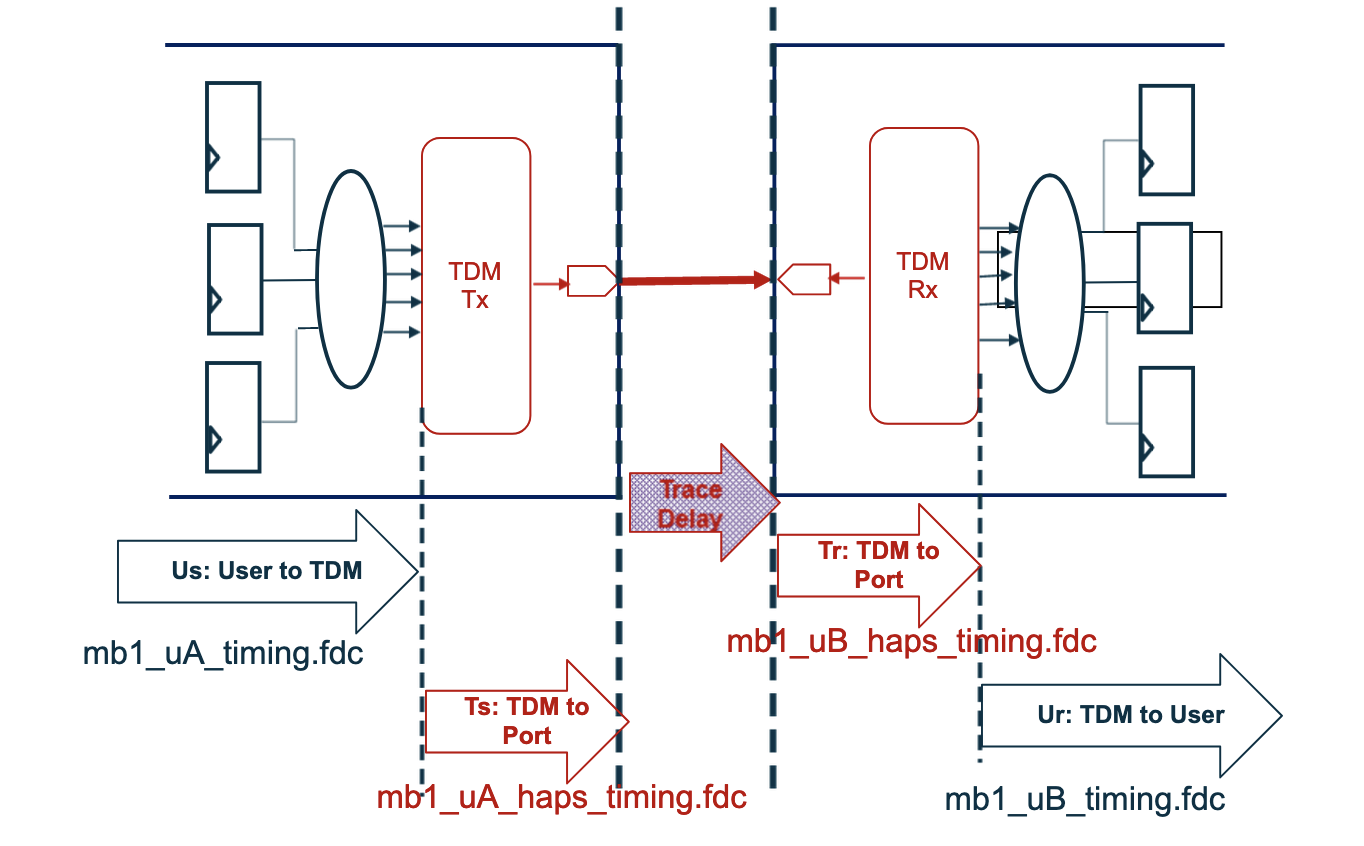 TDM
Tx
TDM
Rx
Trace
Delay
Us: User to TDM
mb1_uA_timing.fdc
Tr: TDM to
Port
mb1_uB_haps_timing.fdc
Ts: TDM to
Port
mb1_uA_haps_timing.fdc
Ur: TDM to User
mb1_uB_timing.fdc